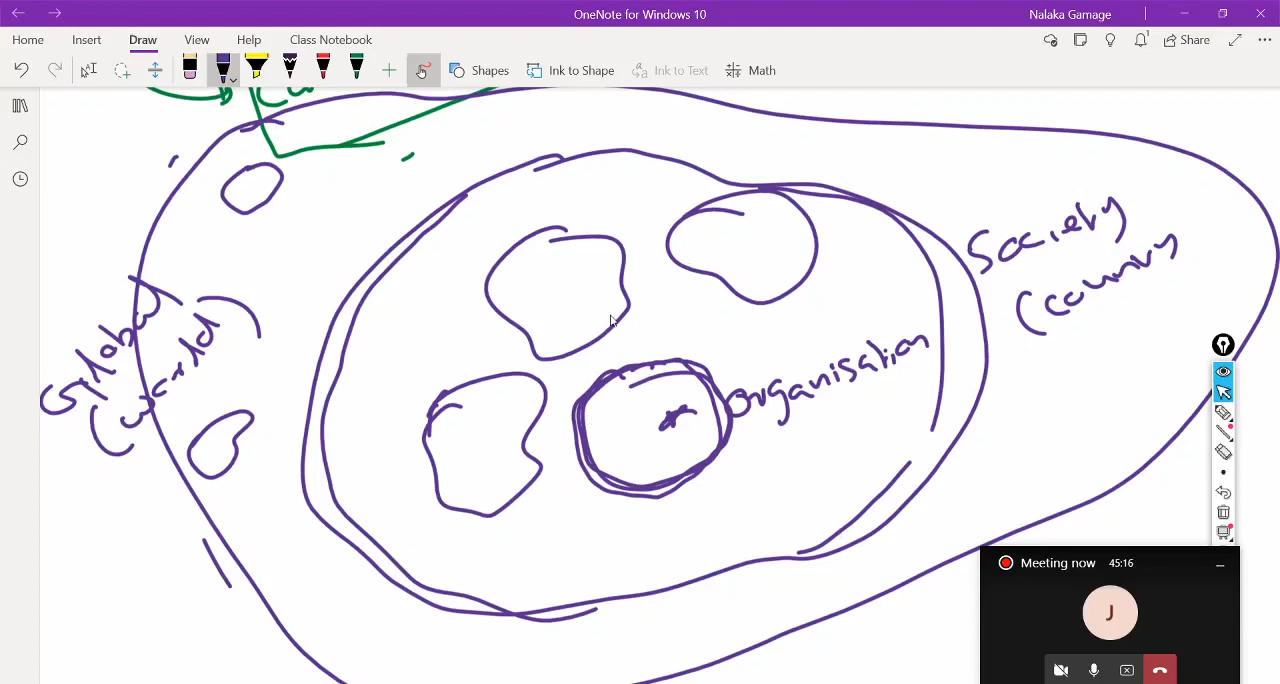 OneNote for Windows 10
Nalaka Gamage
Home Insert Draw View Help Class Notebook
Share
Shapes
Ink to Shape
Ink to Text
Math
Society
(country
Organisation
Global
(world)
Meeting now 45:16
J